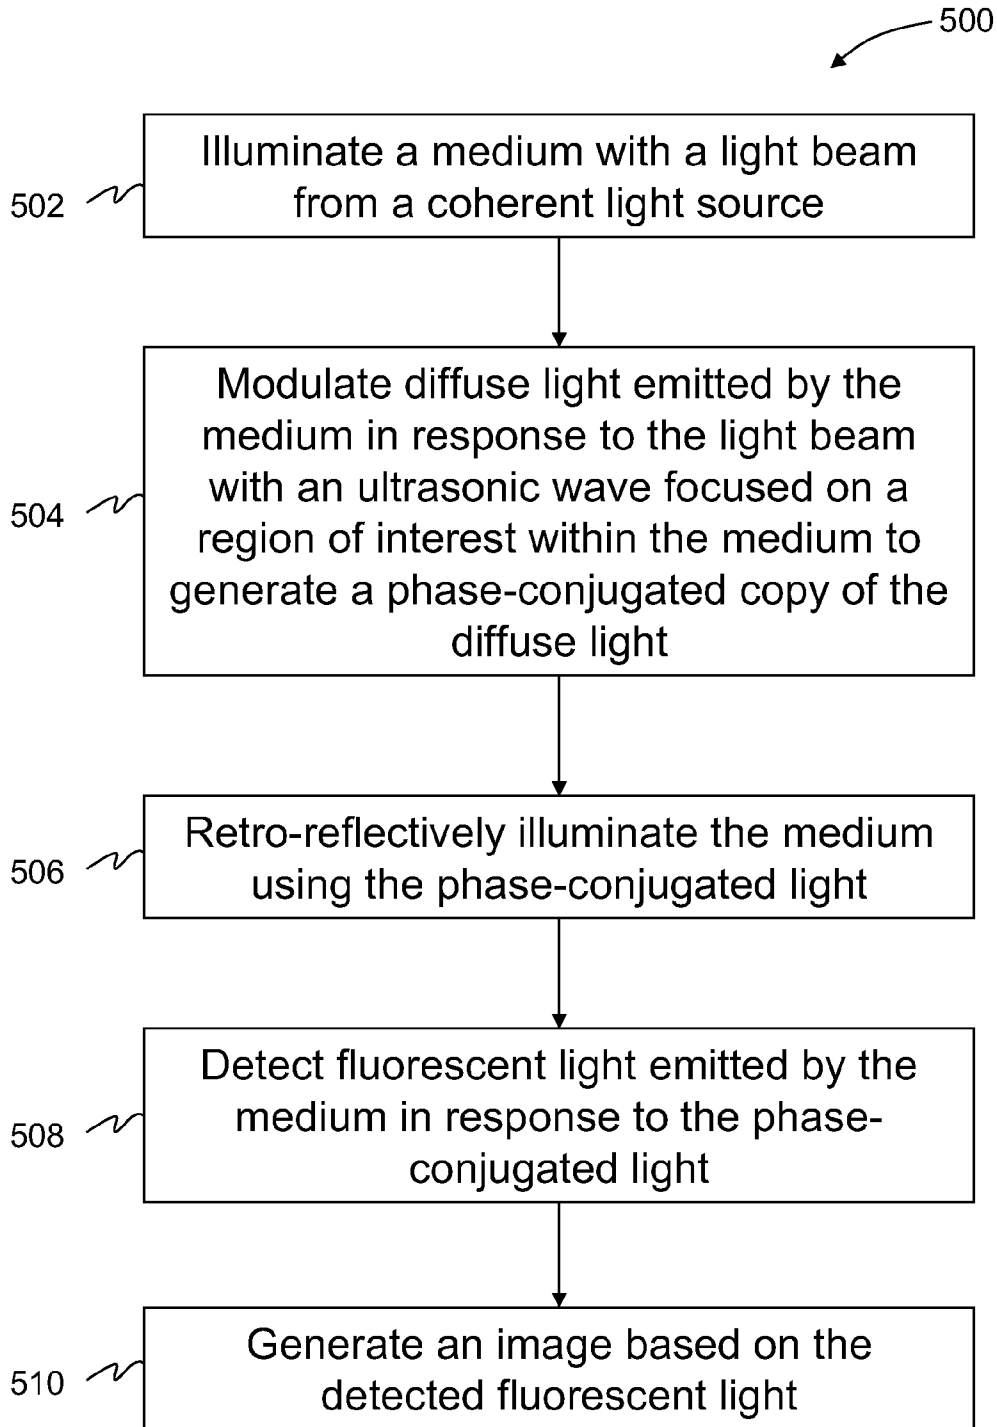 500
502
Illuminate a medium with a light beam
from a coherent light source
504
Modulate diffuse light emitted by the
medium in response to the light beam
with an ultrasonic wave focused on a
region of interest within the medium to
generate a phase-conjugated copy of the
diffuse light
506
Retro-reflectively illuminate the medium
using the phase-conjugated light
508
Detect fluorescent light emitted by the
medium in response to the phase-
conjugated light
510
Generate an image based on the
detected fluorescent light